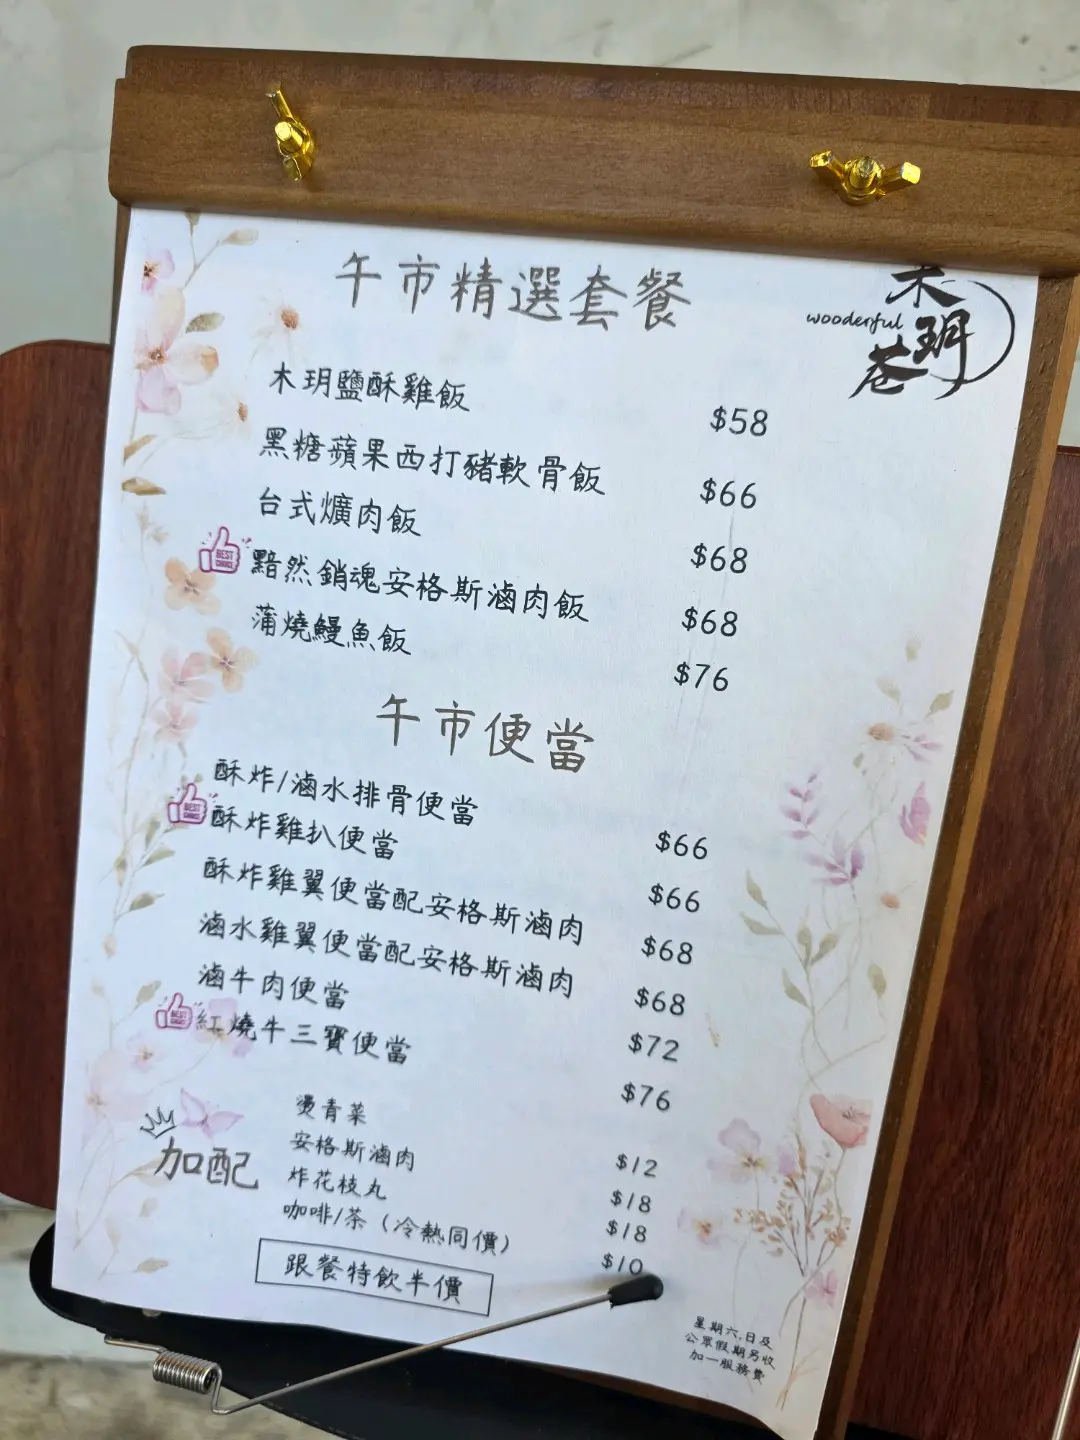 午市精選套餐
木玥巷
wooderful
木玥鹽酥雞飯 $58
黑糖蘋果西打豬軟骨飯 $66
台式爌肉飯 $68
BEST CHOICE 黯然銷魂安格斯滷肉飯 $68
蒲燒鰻魚飯 $76
午市便當
酥炸/滷水排骨便當 $66
BEST CHOICE 酥炸雞扒便當 $66
酥炸雞翼便當配安格斯滷肉 $68
滷水雞翼便當配安格斯滷肉 $68
滷牛肉便當 $72
BEST CHOICE 紅燒牛三寶便當 $76
加配
燙青菜 $12
安格斯滷肉 $18
炸花枝丸 $18
咖啡/茶（冷熱同價） $10
跟餐特飲半價
星期六,日及
公眾假期另收
加一服務費